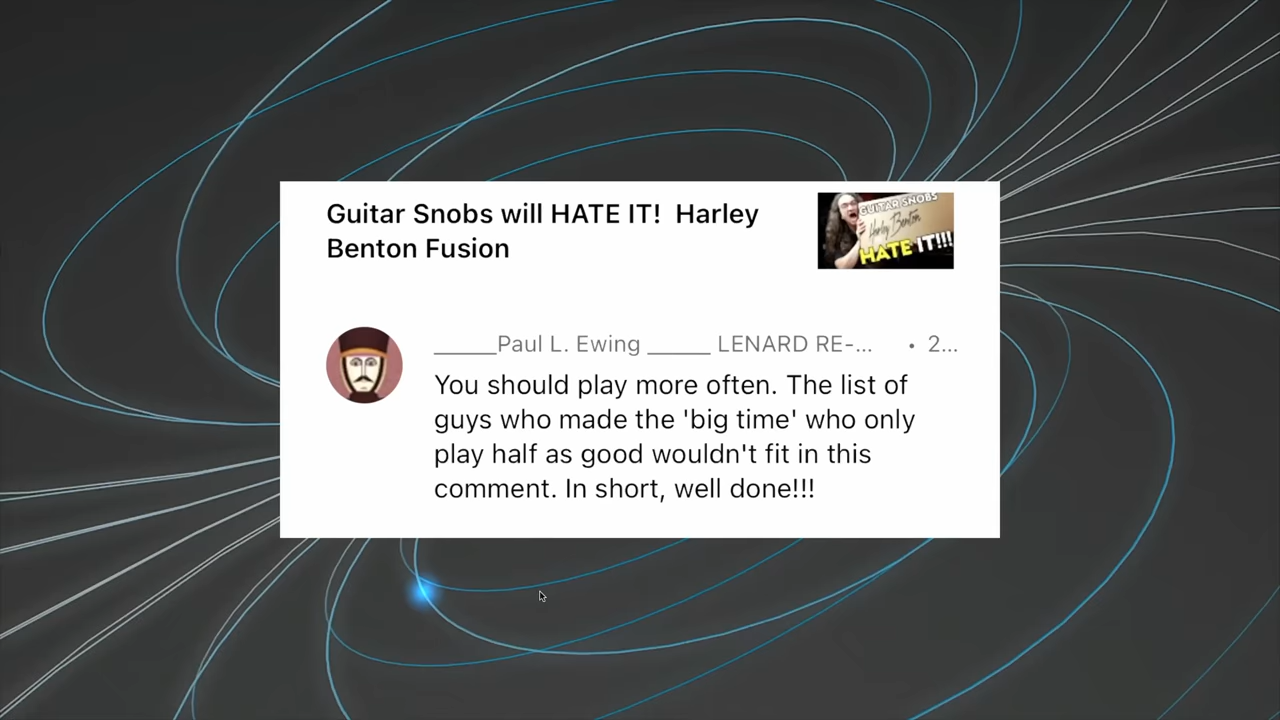 Guitar Snobs will HATE IT!  Harley
Benton Fusion
GUITAR SNOBS
Harley Benton
HATE IT!!!
______Paul L. Ewing ______ LENARD RE-... • 2...
You should play more often. The list of
guys who made the 'big time' who only
play half as good wouldn't fit in this
comment. In short, well done!!!